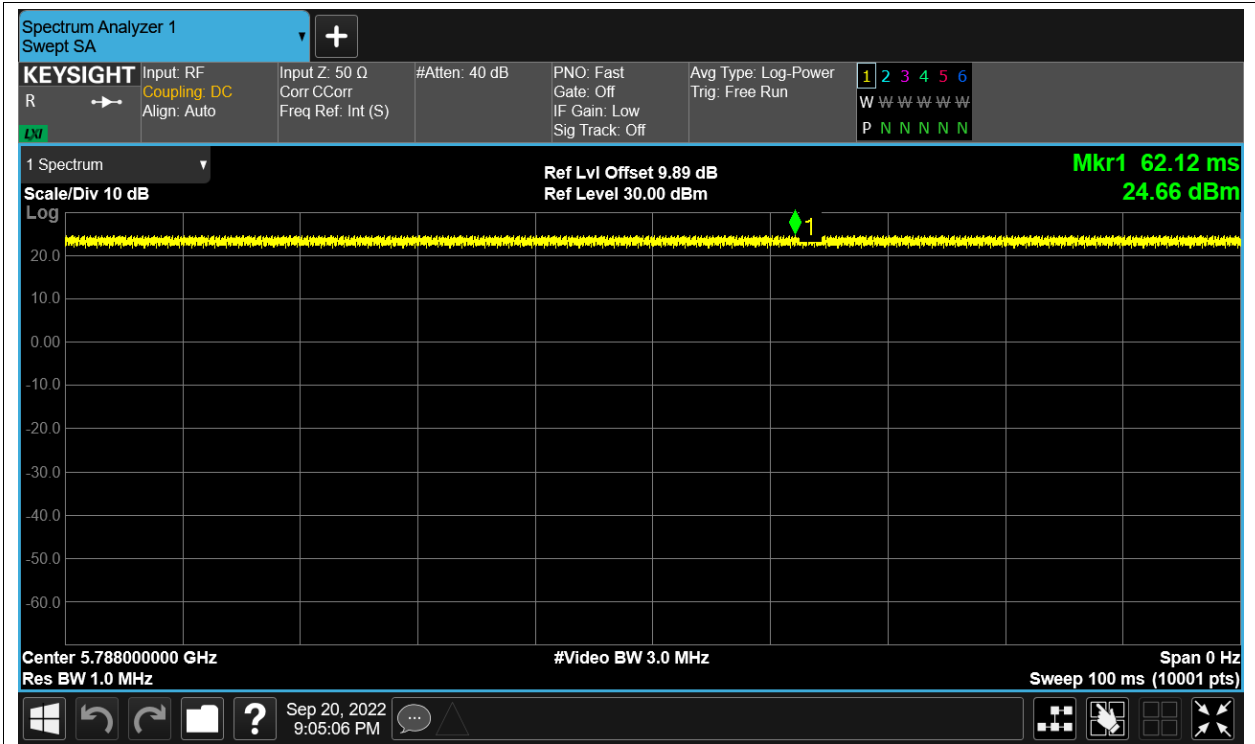 Spectrum Analyzer 1
Swept SA
+
KEYSIGHT
R
LXI
Input: RF
Coupling: DC
Align: Auto
Input Z: 50 Ω
Corr CCorr
Freq Ref: Int (S)
#Atten: 40 dB
PNO: Fast
Gate: Off
IF Gain: Low
Sig Track: Off
Avg Type: Log-Power
Trig: Free Run
1 2 3 4 5 6
W W W W W W
P N N N N N
1 Spectrum
Scale/Div 10 dB
Log
Ref Lvl Offset 9.89 dB
Ref Level 30.00 dBm
Mkr1 62.12 ms
24.66 dBm
1
20.0
10.0
0.00
-10.0
-20.0
-30.0
-40.0
-50.0
-60.0
Center 5.788000000 GHz
Res BW 1.0 MHz
#Video BW 3.0 MHz
Span 0 Hz
Sweep 100 ms (10001 pts)
?
Sep 20, 2022
9:05:06 PM